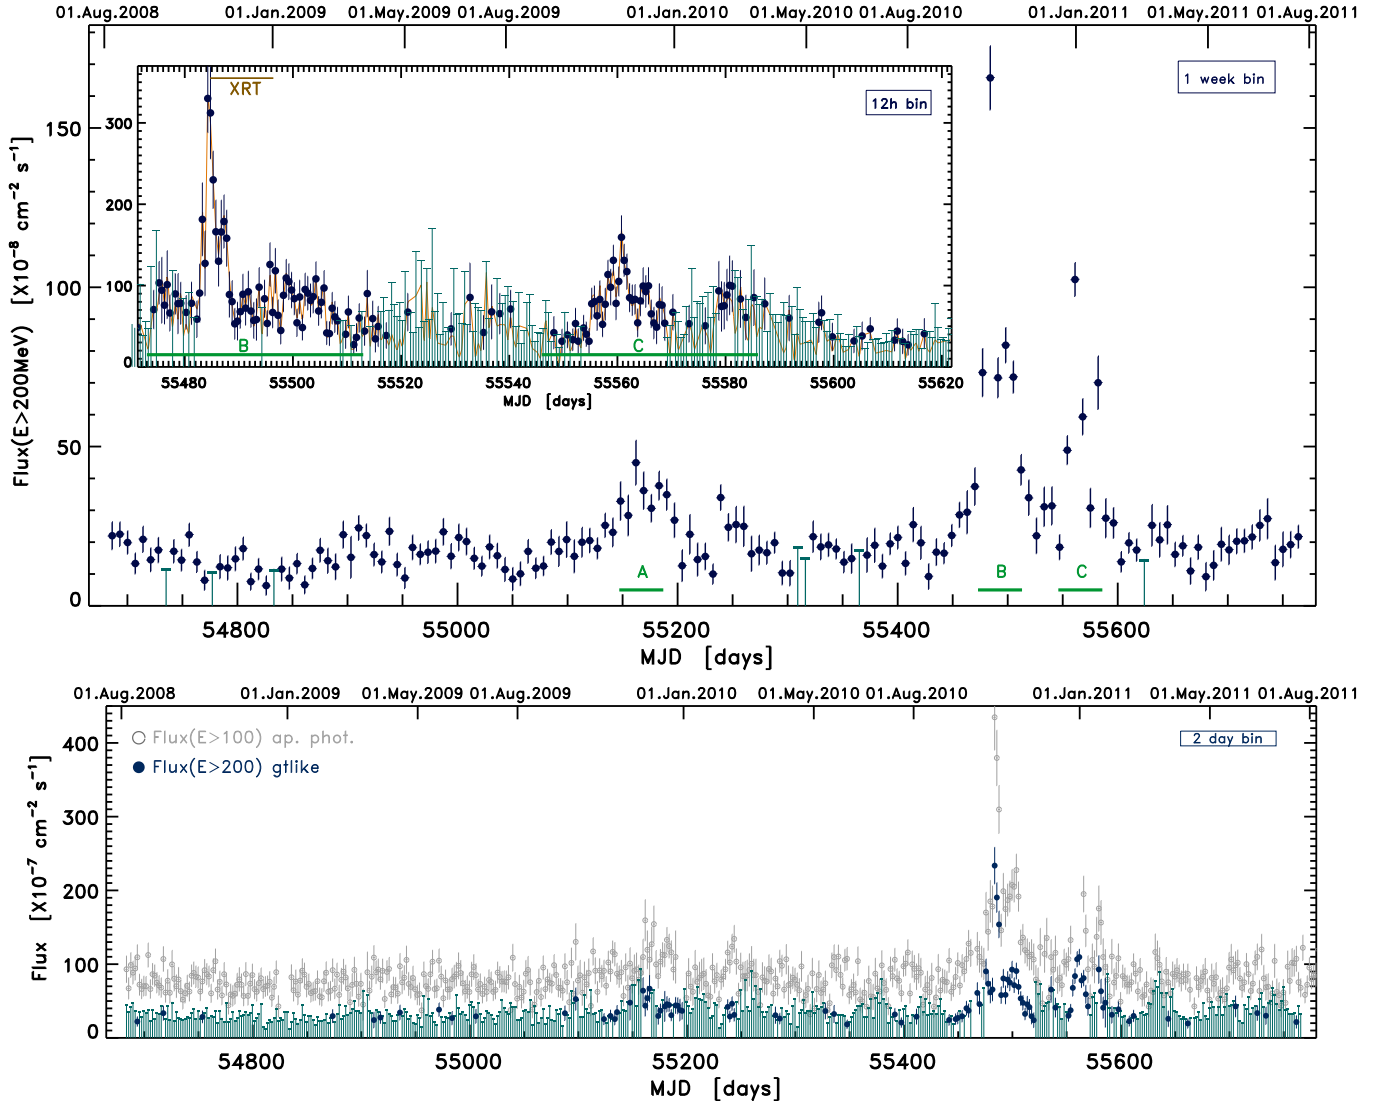 01.Aug.2008 01.Jan.2009 01.May.2009 01.Aug.2009 01.Jan.2010 01.May.2010 01.Aug.2010 01.Jan.2011 01.May.2011 01.Aug.2011
XRT
12h bin
1 week bin
300
200
100
0
B
C
55480 55500 55520 55540 55560 55580 55600 55620
MJD [days]
Flux(E>200MeV) [X10⁻⁸ cm⁻² s⁻¹]
150
100
50
0
A
B
C
54800 55000 55200 55400 55600
MJD [days]
01.Aug.2008 01.Jan.2009 01.May.2009 01.Aug.2009 01.Jan.2010 01.May.2010 01.Aug.2010 01.Jan.2011 01.May.2011 01.Aug.2011
Flux(E>100) ap. phot.
Flux(E>200) gtlike
2 day bin
Flux [X10⁻⁷ cm⁻² s⁻¹]
400
300
200
100
0
54800 55000 55200 55400 55600
MJD [days]